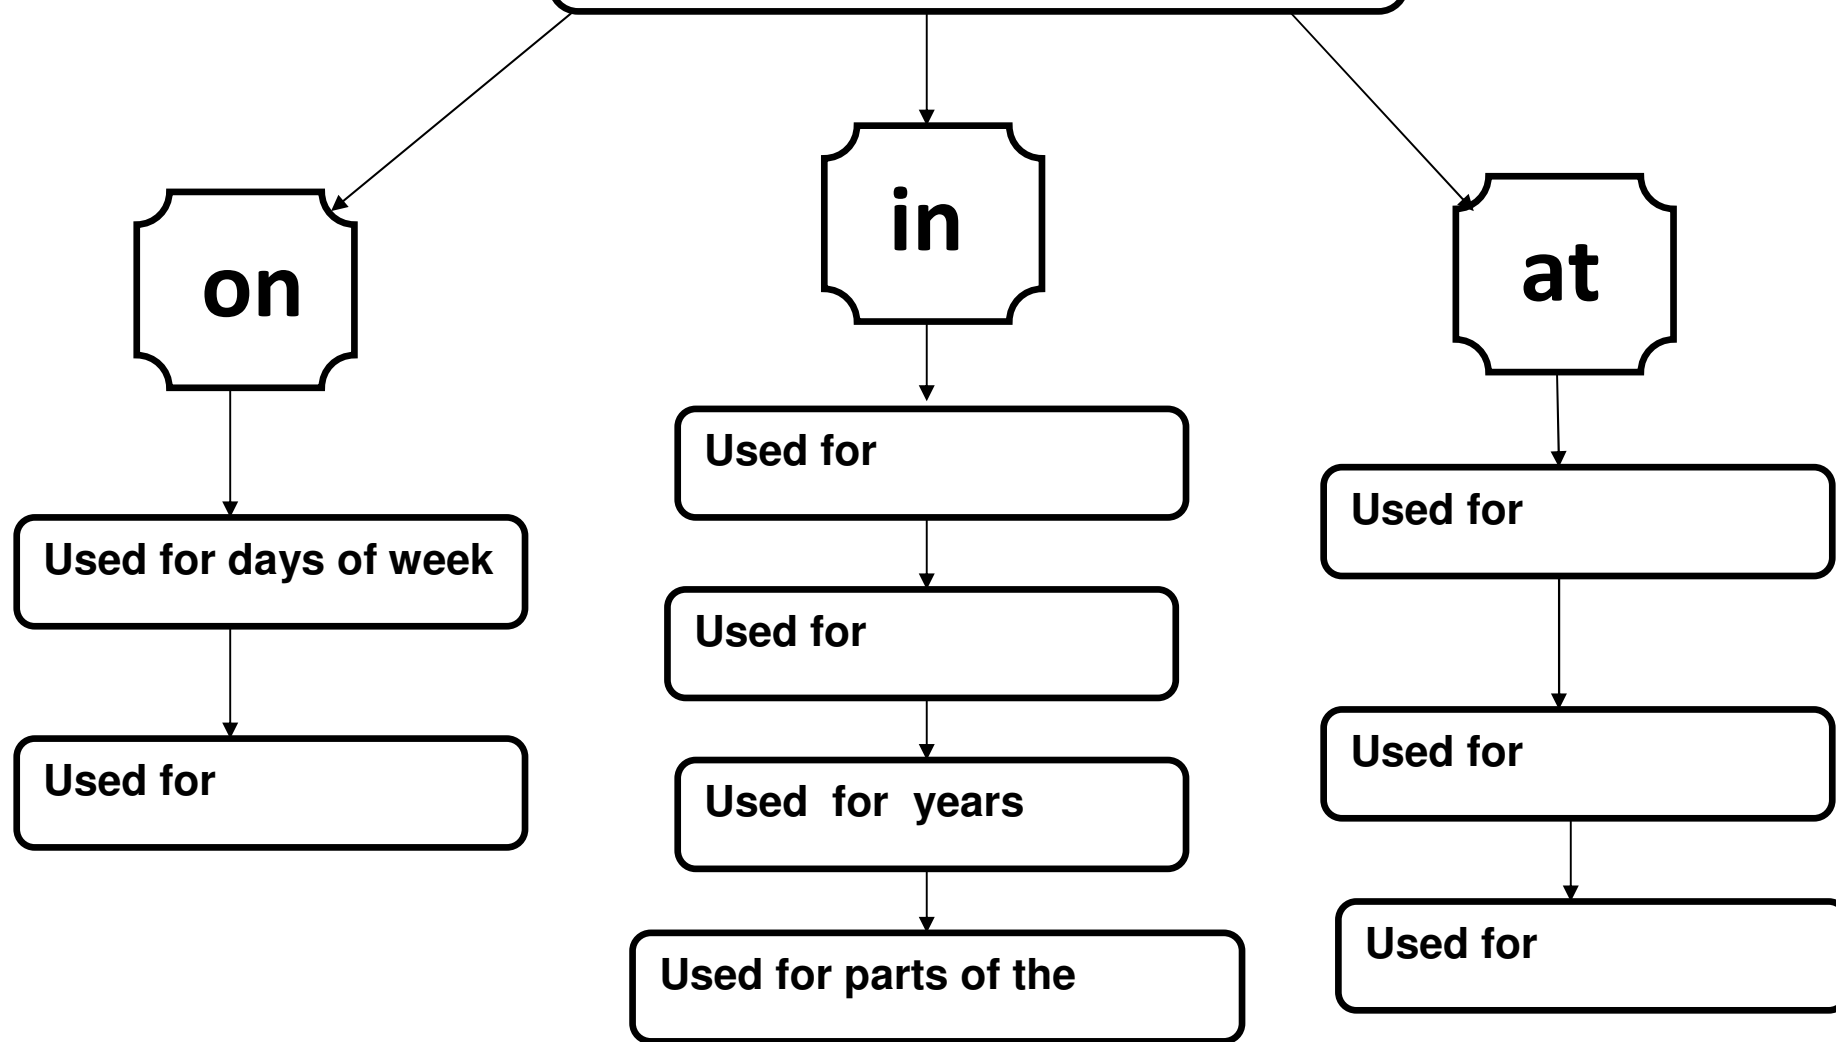 on
in
at
Used for days of week
Used for
Used for
Used for
Used for years
Used for parts of the
Used for
Used for
Used for